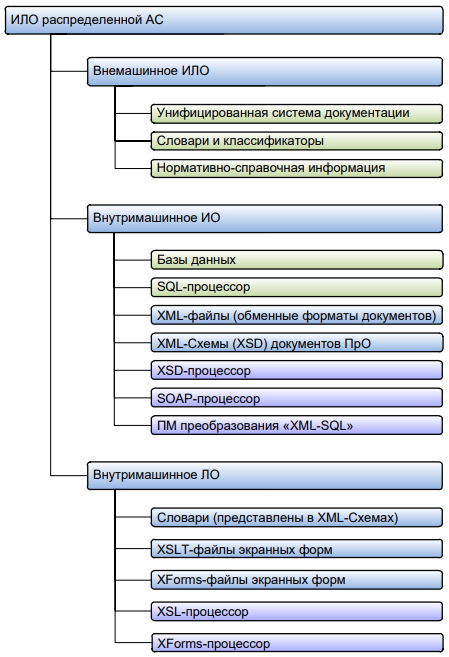 ИЛО распределенной АС
Внемашинное ИЛО
Унифицированная система документации
Словари и классификаторы
Нормативно-справочная информация
Внутримашинное ИО
Базы данных
SQL-процессор
XML-файлы (обменные форматы документов)
XML-Схемы (XSD) документов ПрО
XSD-процессор
SOAP-процессор
ПМ преобразования «XML-SQL»
Внутримашинное ЛО
Словари (представлены в XML-Схемах)
XSLT-файлы экранных форм
XForms-файлы экранных форм
XSL-процессор
XForms-процессор